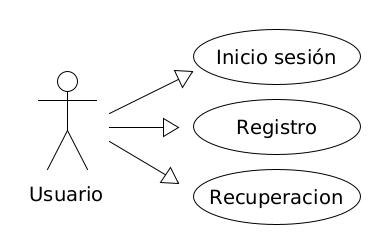 Inicio sesión
Registro
Usuario
Recuperacion